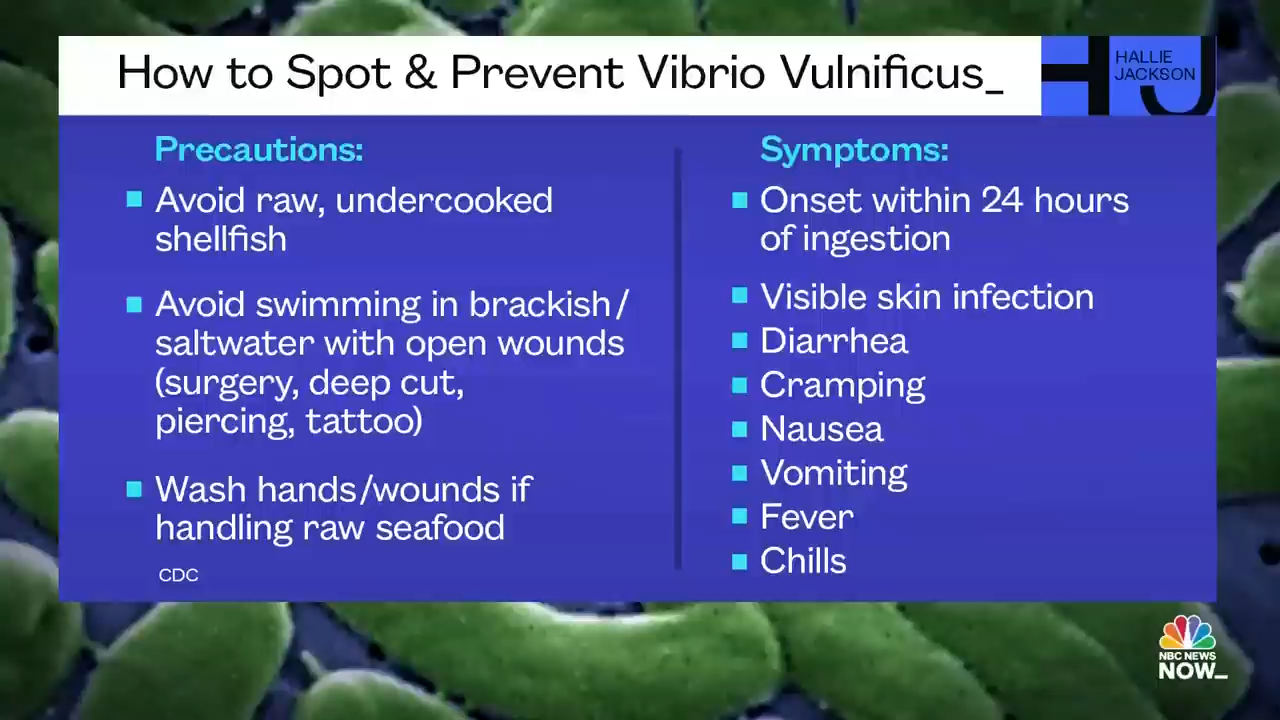 How to Spot & Prevent Vibrio Vulnificus_
HALLIE
JACKSON
Precautions:
Avoid raw, undercooked
shellfish
Avoid swimming in brackish/
saltwater with open wounds
(surgery, deep cut,
piercing, tattoo)
Wash hands/wounds if
handling raw seafood
CDC
Symptoms:
Onset within 24 hours
of ingestion
Visible skin infection
Diarrhea
Cramping
Nausea
Vomiting
Fever
Chills
NBC NEWS
NOW_